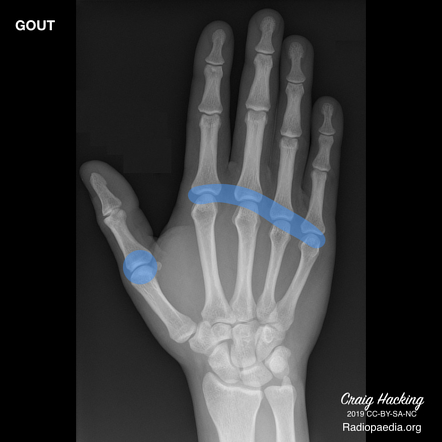 GOUT
Craig Hacking
2019 CC-BY-SA-NC
Radiopaedia.org